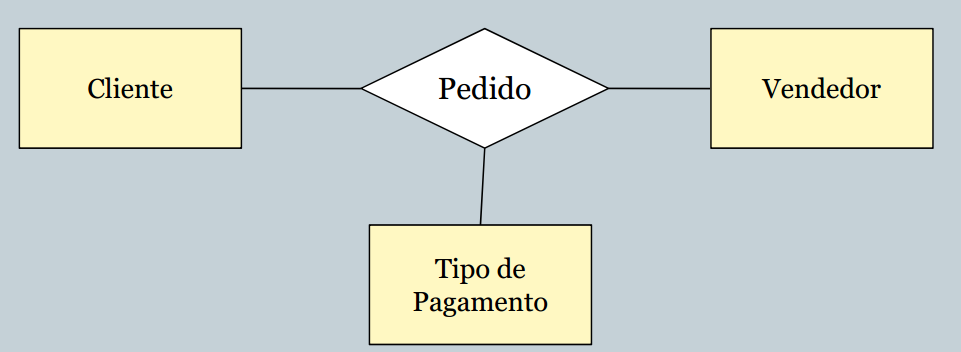 Cliente
Pedido
Vendedor
Tipo de
Pagamento